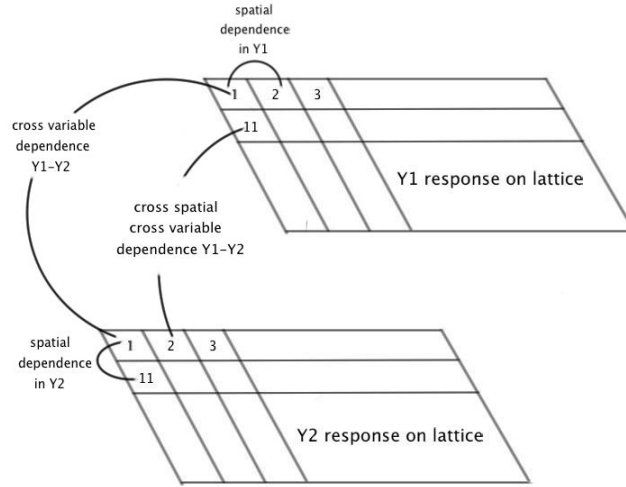 spatial
dependence
in Y1
1 2 3
11
cross variable
dependence
Y1-Y2
Y1 response on lattice
cross spatial
cross variable
dependence Y1-Y2
1 2 3
spatial
dependence
in Y2
11
Y2 response on lattice